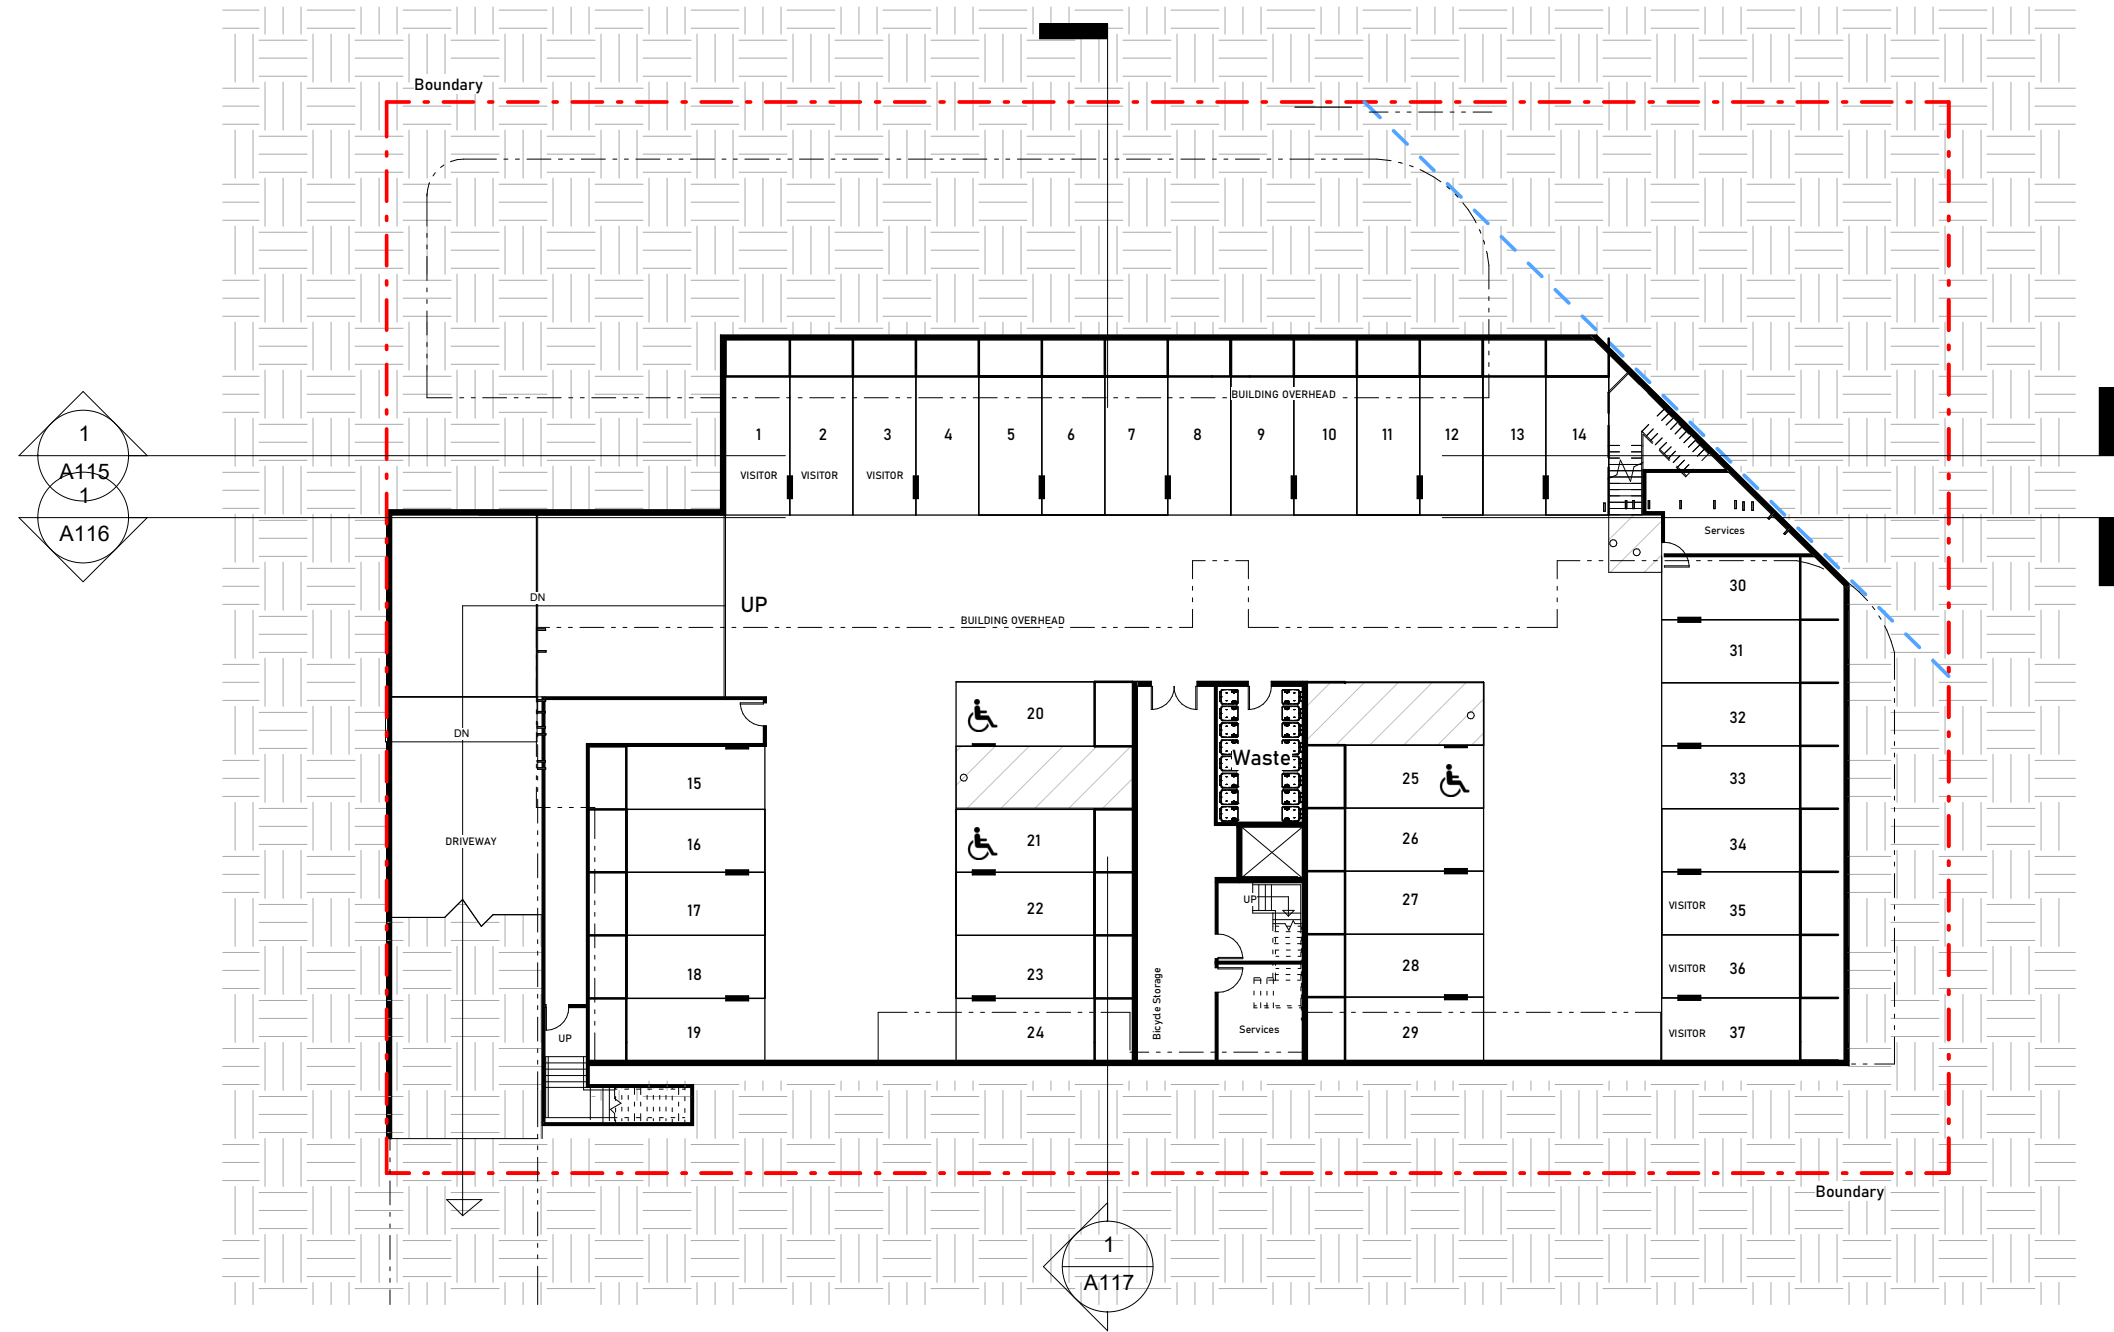 Boundary
BUILDING OVERHEAD
1
A115
1
A116
1 2 3 4 5 6 7 8 9 10 11 12 13 14
VISITOR VISITOR VISITOR
Services
DN
UP
BUILDING OVERHEAD
30
31
32
33
34
VISITOR 35
VISITOR 36
VISITOR 37
DN
DRIVEWAY
15
16
17
18
19
UP
20
21
22
23
24
Waste
UP
Bicycle Storage
Services
25
26
27
28
29
Boundary
1
A117